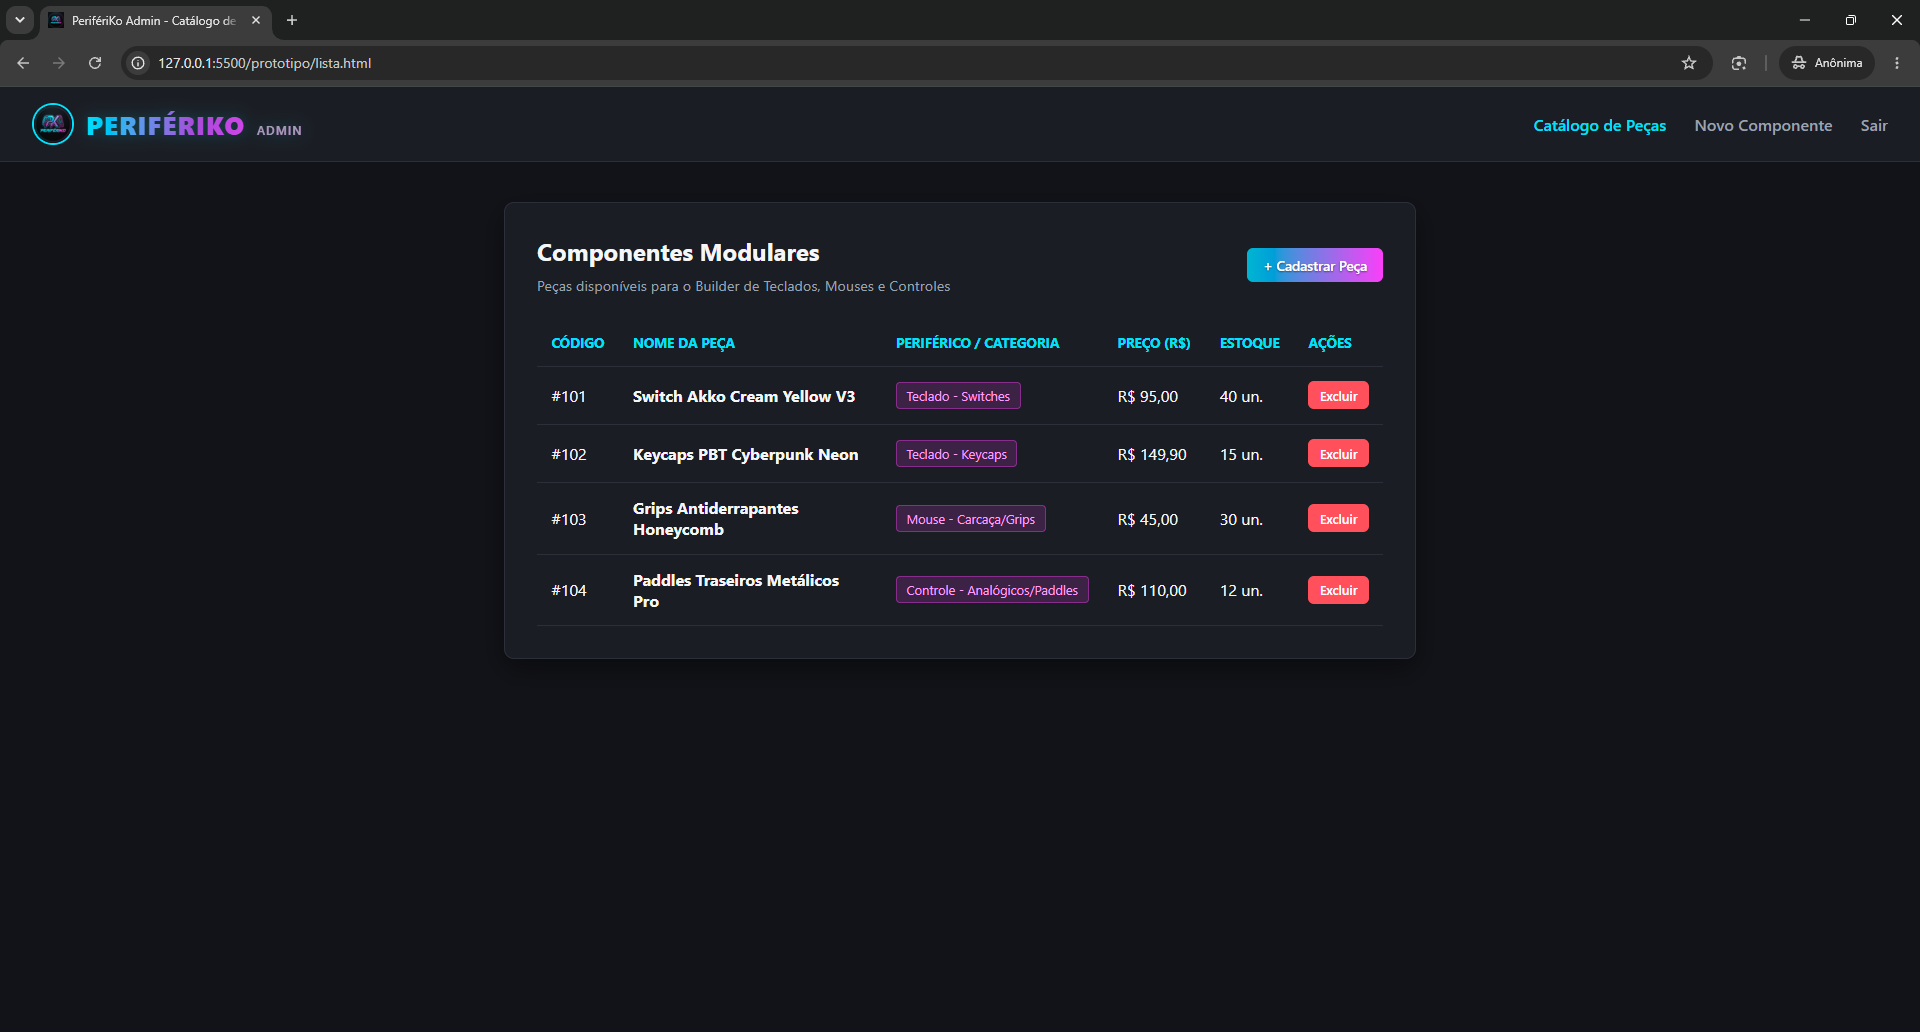 PerifériKo Admin - Catálogo de
127.0.0.1:5500/prototipo/lista.html
Anônima
PERIFÉRIKO ADMIN
Catálogo de Peças Novo Componente Sair
Componentes Modulares
+ Cadastrar Peça
Peças disponíveis para o Builder de Teclados, Mouses e Controles
CÓDIGO NOME DA PEÇA PERIFÉRICO / CATEGORIA PREÇO (R$) ESTOQUE AÇÕES
#101 Switch Akko Cream Yellow V3 Teclado - Switches R$ 95,00 40 un. Excluir
#102 Keycaps PBT Cyberpunk Neon Teclado - Keycaps R$ 149,90 15 un. Excluir
#103 Grips Antiderrapantes Honeycomb Mouse - Carcaça/Grips R$ 45,00 30 un. Excluir
#104 Paddles Traseiros Metálicos Pro Controle - Analógicos/Paddles R$ 110,00 12 un. Excluir